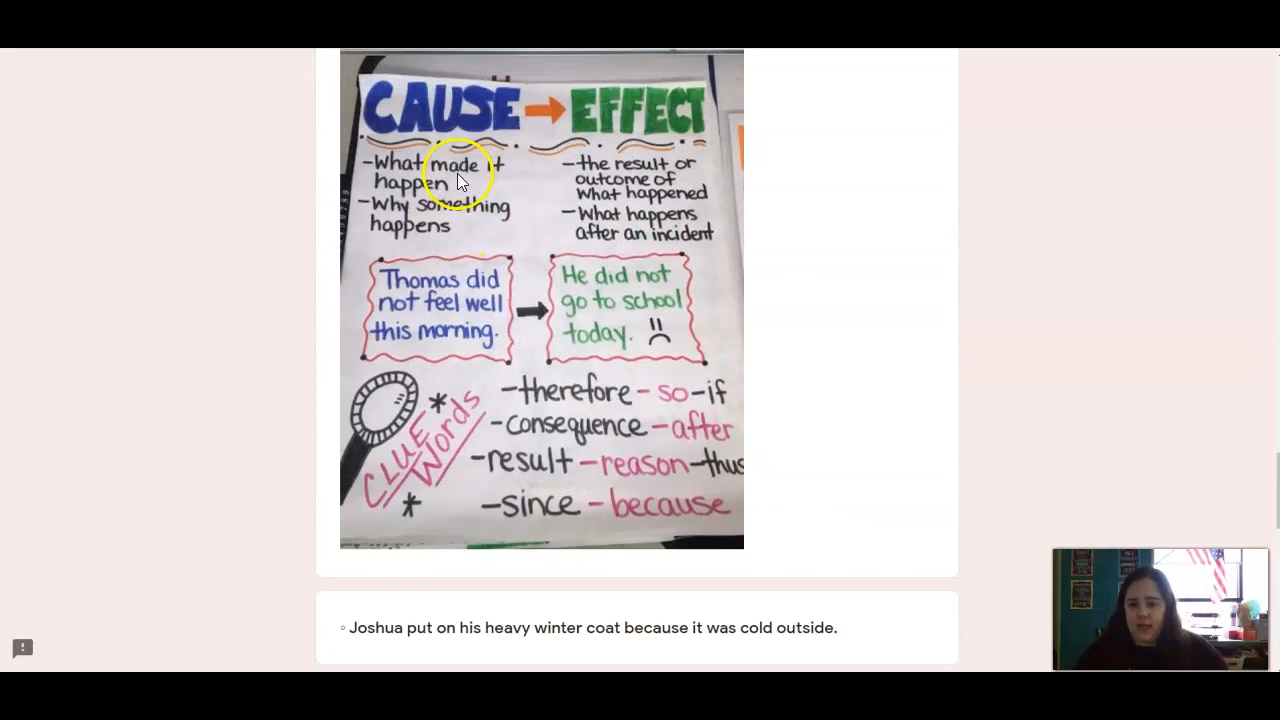 CAUSE → EFFECT
-What made it
happen
-Why something
happens
-the result or
outcome of
what happened
-What happens
after an incident
Thomas did
not feel well
this morning.
He did not
go to school
today.
* CLUE
Words *
-therefore -so -if
-consequence -after
-result -reason -thus
-since -because
◦ Joshua put on his heavy winter coat because it was cold outside.